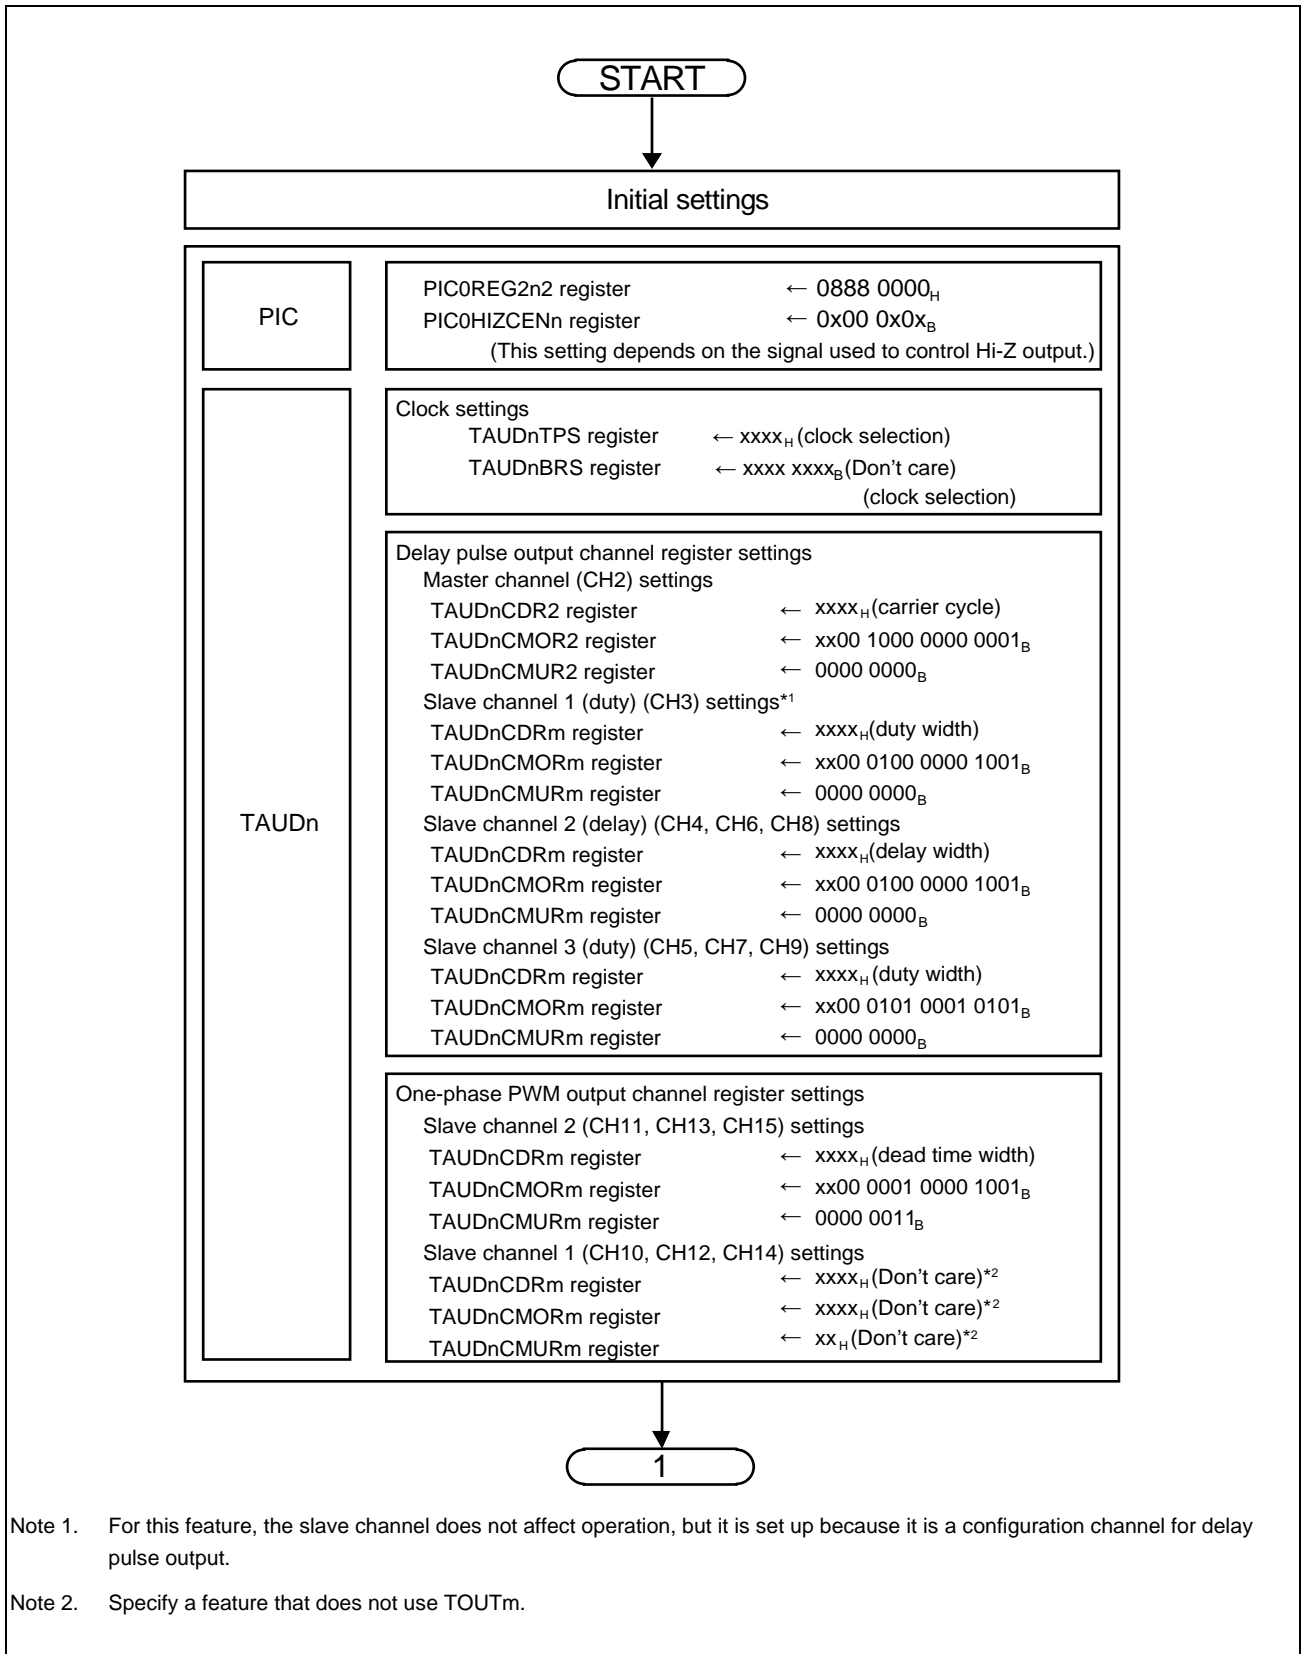 START
Initial settings
PIC
PIC0REG2n2 register ← 0888 0000H
PIC0HIZCENn register ← 0x00 0x0xB
(This setting depends on the signal used to control Hi-Z output.)
TAUDn
Clock settings
TAUDnTPS register ← xxxxH (clock selection)
TAUDnBRS register ← xxxx xxxxB (Don't care)
(clock selection)
Delay pulse output channel register settings
Master channel (CH2) settings
TAUDnCDR2 register ← xxxxH (carrier cycle)
TAUDnCMOR2 register ← xx00 1000 0000 0001B
TAUDnCMUR2 register ← 0000 0000B
Slave channel 1 (duty) (CH3) settings*1
TAUDnCDRm register ← xxxxH (duty width)
TAUDnCMORm register ← xx00 0100 0000 1001B
TAUDnCMURm register ← 0000 0000B
Slave channel 2 (delay) (CH4, CH6, CH8) settings
TAUDnCDRm register ← xxxxH (delay width)
TAUDnCMORm register ← xx00 0100 0000 1001B
TAUDnCMURm register ← 0000 0000B
Slave channel 3 (duty) (CH5, CH7, CH9) settings
TAUDnCDRm register ← xxxxH (duty width)
TAUDnCMORm register ← xx00 0101 0001 0101B
TAUDnCMURm register ← 0000 0000B
One-phase PWM output channel register settings
Slave channel 2 (CH11, CH13, CH15) settings
TAUDnCDRm register ← xxxxH (dead time width)
TAUDnCMORm register ← xx00 0001 0000 1001B
TAUDnCMURm register ← 0000 0011B
Slave channel 1 (CH10, CH12, CH14) settings
TAUDnCDRm register ← xxxxH (Don't care)*2
TAUDnCMORm register ← xxxxH (Don't care)*2
TAUDnCMURm register ← xxH (Don't care)*2
1
Note 1. For this feature, the slave channel does not affect operation, but it is set up because it is a configuration channel for delay
pulse output.
Note 2. Specify a feature that does not use TOUTm.